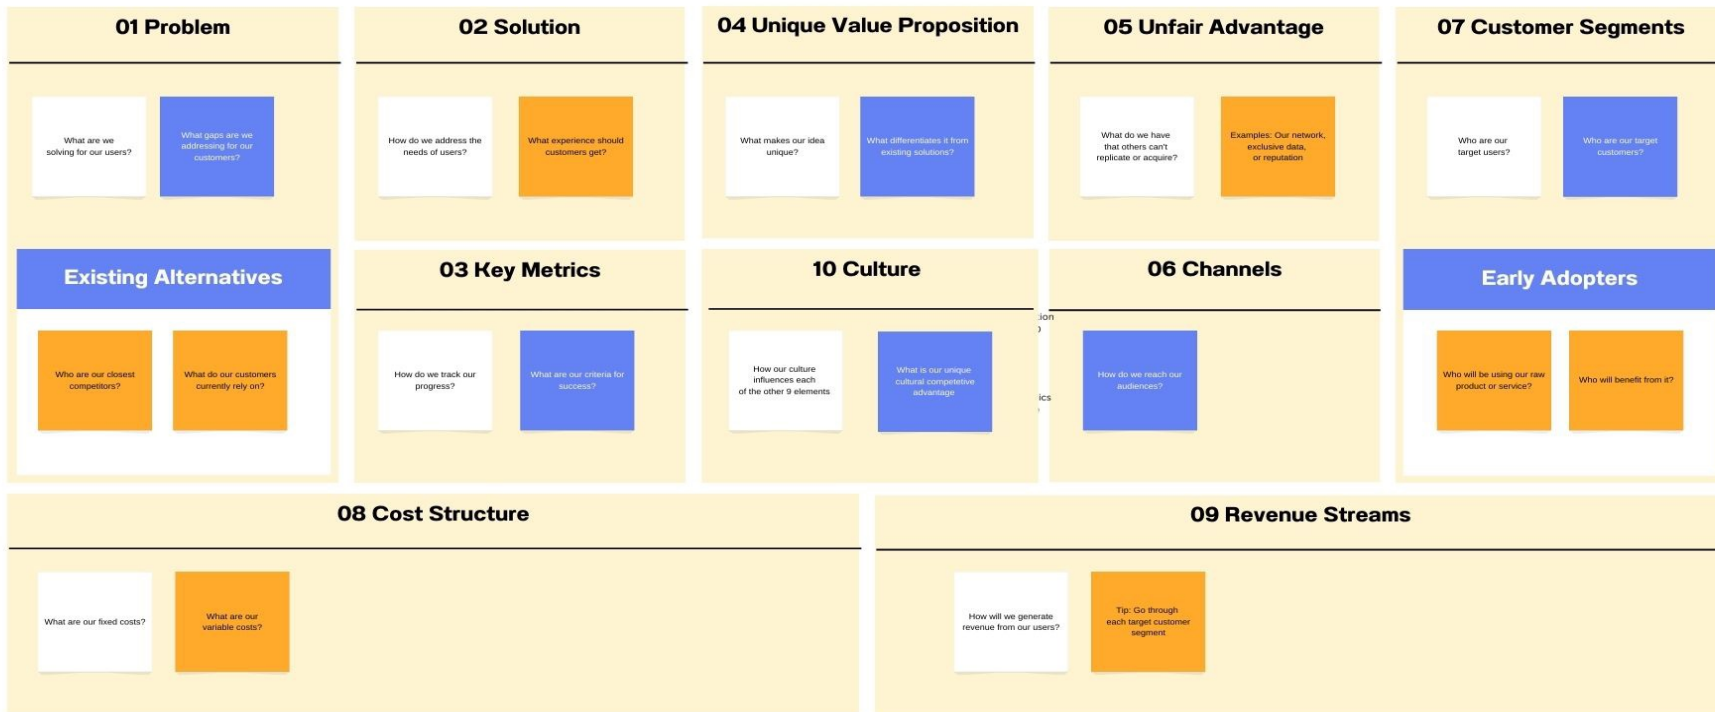 01 Problem
What are we
solving for our users?
What gaps are we
addressing for our
customers?
Existing Alternatives
Who are our closest
competitors?
What do our customers
currently rely on?
02 Solution
How do we address the
needs of users?
What experience should
customers get?
03 Key Metrics
How do we track our
progress?
What are our criteria for
success?
04 Unique Value Proposition
What makes our idea
unique?
What differentiates it from
existing solutions?
10 Culture
How our culture
influences each
of the other 9 elements
What is our unique
cultural competetive
advantage
05 Unfair Advantage
What do we have
that others can't
replicate or acquire?
Examples: Our network,
exclusive data,
or reputation
06 Channels
How do we reach our
audiences?
07 Customer Segments
Who are our
target users?
Who are our target
customers?
Early Adopters
Who will be using our raw
product or service?
Who will benefit from it?
08 Cost Structure
What are our fixed costs?
What are our
variable costs?
09 Revenue Streams
How will we generate
revenue from our users?
Tip: Go through
each target customer
segment